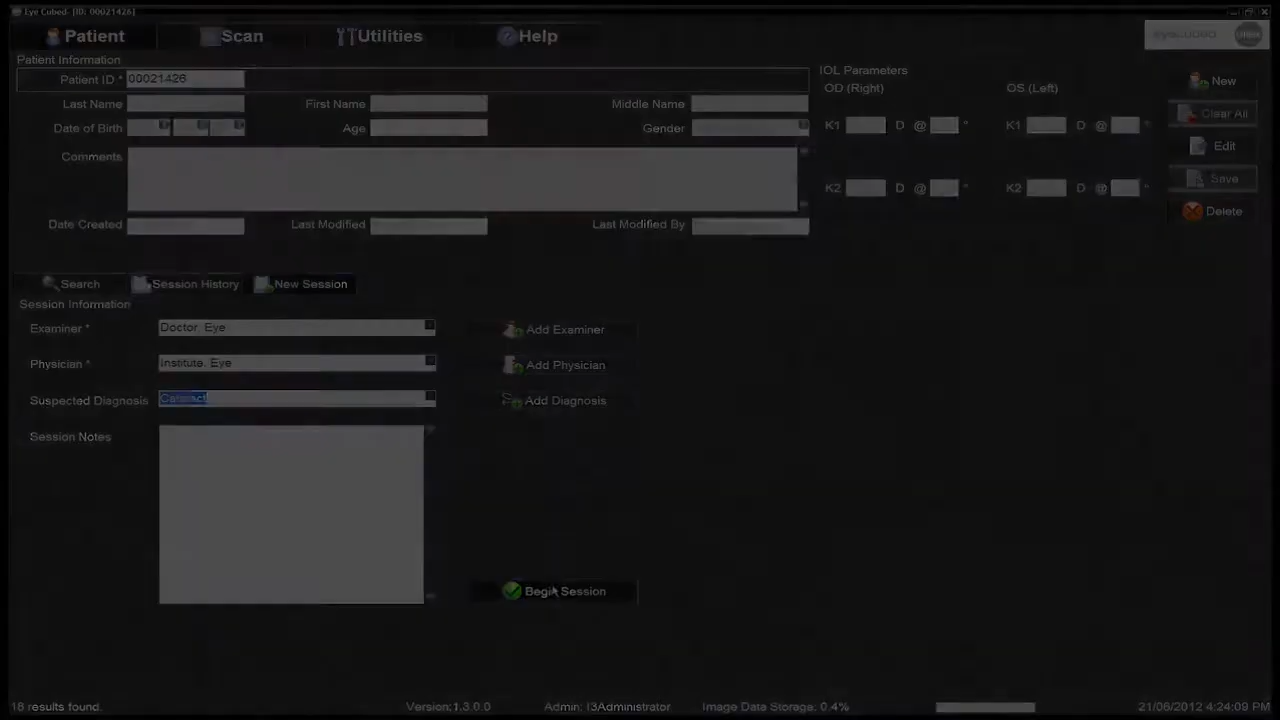 Eye Cubed- [ID: 00021426]
Patient Scan Utilities Help
Patient Information
Patient ID * 00021426
Last Name First Name Middle Name
Date of Birth Age Gender
Comments
Date Created Last Modified Last Modified By
IOL Parameters
OD (Right) OS (Left)
K1 D @ ° K1 D @ °
K2 D @ ° K2 D @ °
New
Clear All
Edit
Save
Delete
Search Session History New Session
Session Information
Examiner * Doctor, Eye Add Examiner
Physician * Institute, Eye Add Physician
Suspected Diagnosis Cataract Add Diagnosis
Session Notes
Begin Session
18 results found. Version:1.3.0.0 Admin: I3Administrator Image Data Storage: 0.4% 21/06/2012 4:24:09 PM